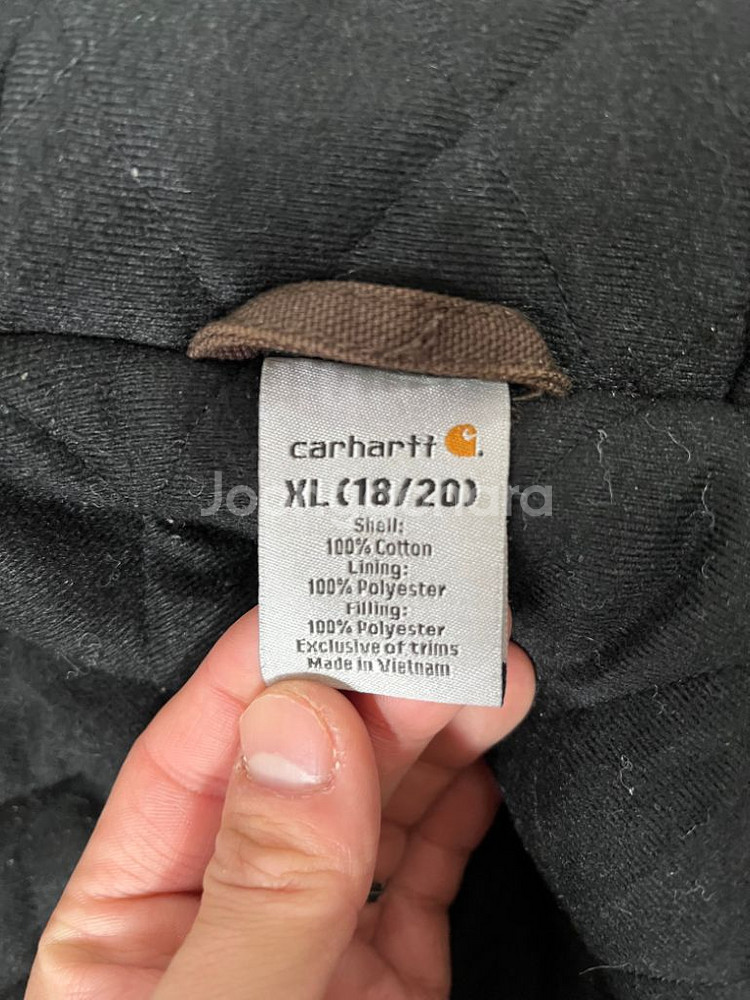 carhartt
XL (18/20)
Shell:
100% Cotton
Lining:
100% Polyester
Filling:
100% Polyester
Exclusive of trims
Made in Vietnam